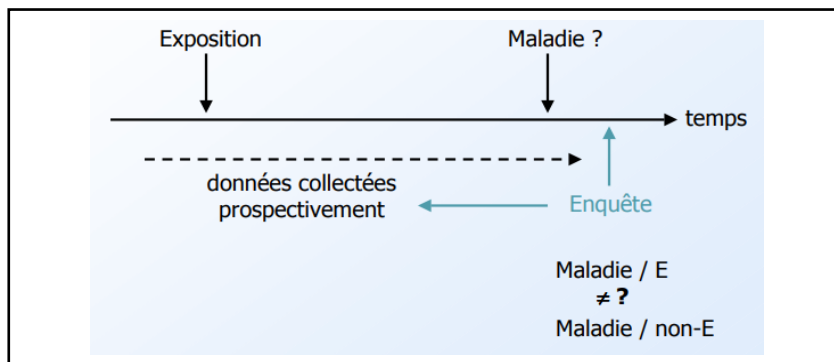 Exposition
Maladie ?
temps
données collectées
prospectivement
Enquête
Maladie / E
≠ ?
Maladie / non-E